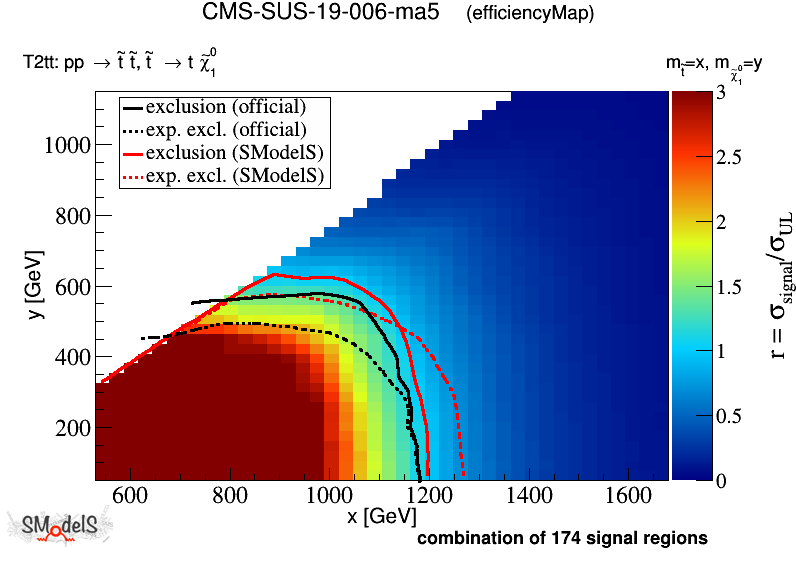 CMS-SUS-19-006-ma5 (efficiencyMap)
T2tt: pp → t̃ t̃, t̃ → t χ̃⁰₁
m_t̃=x, m_χ̃⁰₁=y
exclusion (official)
exp. excl. (official)
exclusion (SModelS)
exp. excl. (SModelS)
1000
800
600
400
200
y [GeV]
600 800 1000 1200 1400 1600
x [GeV]
3
2.5
2
1.5
1
0.5
0
r = σ_signal/σ_UL
SModelS
combination of 174 signal regions